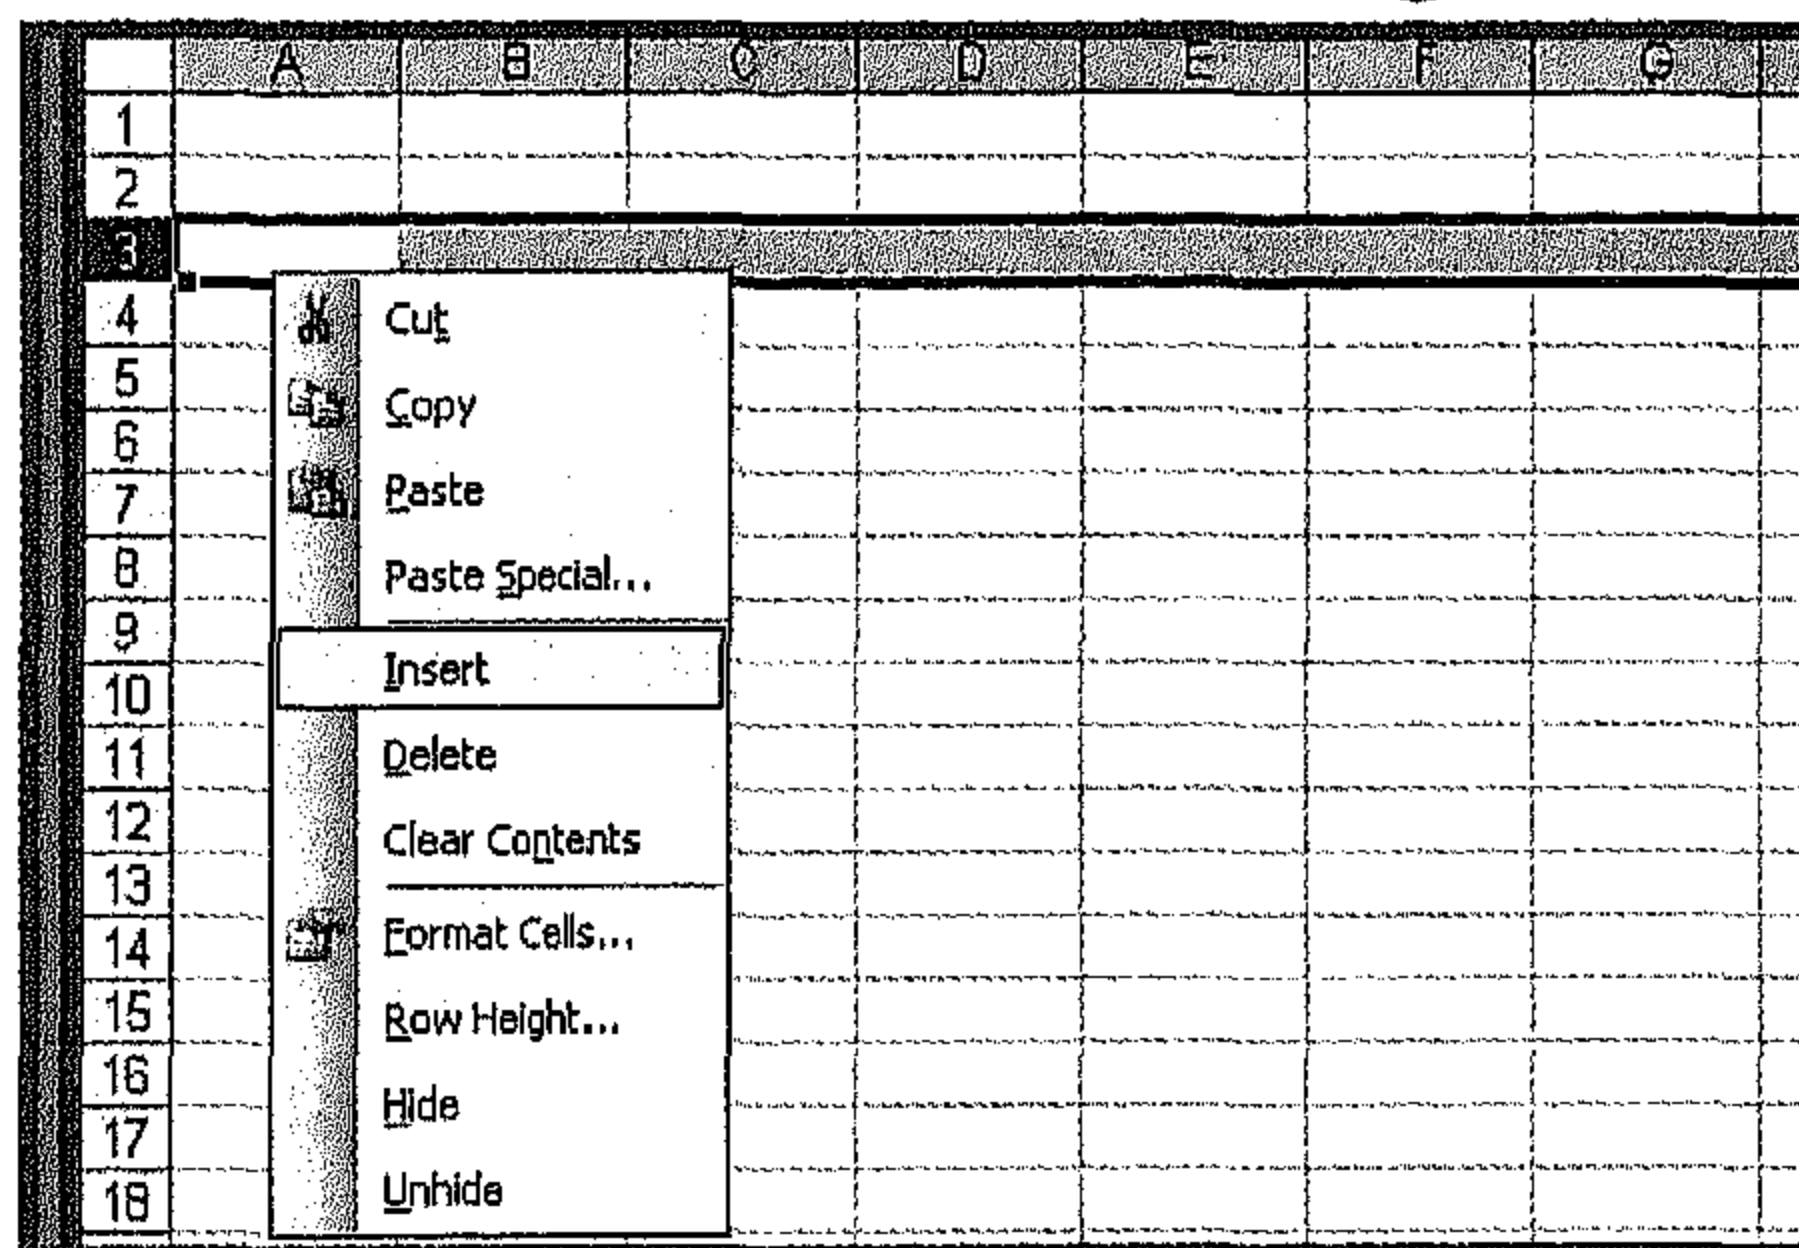 A B C D E F G
1
2
3
4
Cut
5
Copy
6
7
Paste
8
Paste Special...
9
Insert
10
11
Delete
12
Clear Contents
13
14
Format Cells...
15
Row Height...
16
Hide
17
18
Unhide